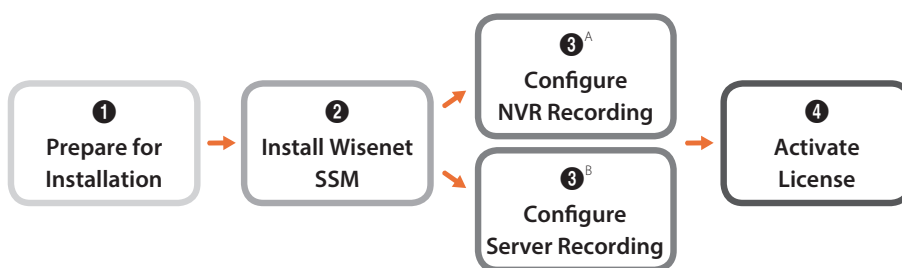 ❶
Prepare for
Installation
❷
Install Wisenet
SSM
❸A
Configure
NVR Recording
❸B
Configure
Server Recording
❹
Activate
License